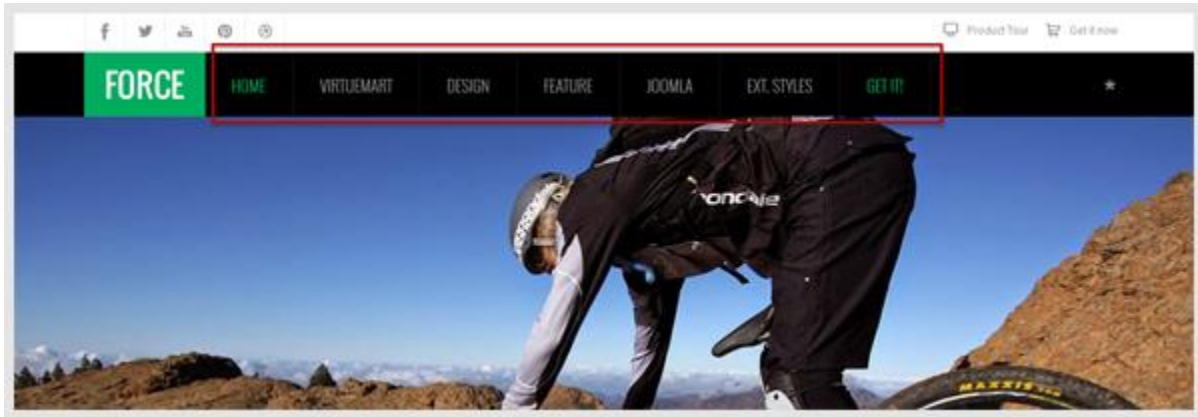 Product Tour Get it now
FORCE HOME VIRTUEMART DESIGN FEATURE JOOMLA EXT. STYLES GET IT!
MAXXIS